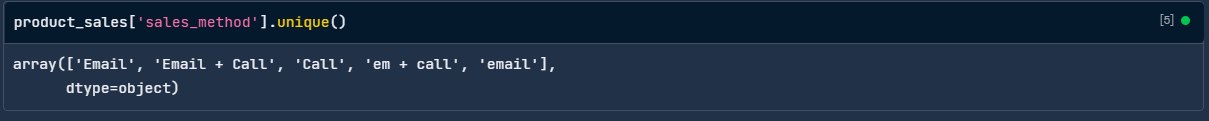 product_sales['sales_method'].unique()
[5]
array(['Email', 'Email + Call', 'Call', 'em + call', 'email'],
      dtype=object)